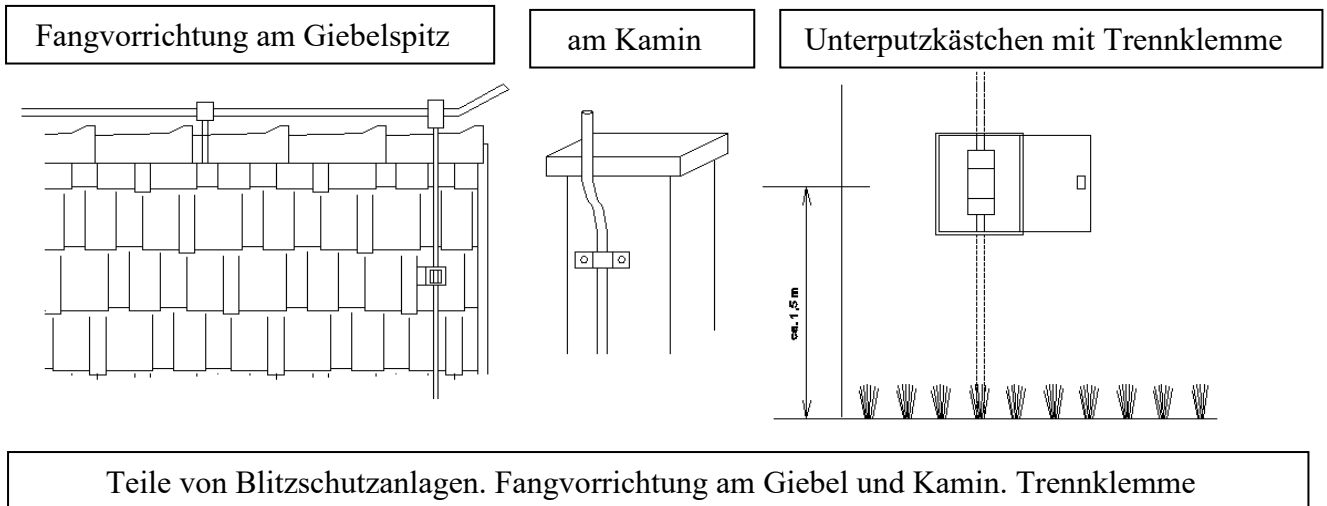 Fangvorrichtung am Giebelspitz
am Kamin
Unterputzkästchen mit Trennklemme
ca. 1,5 m
Teile von Blitzschutzanlagen. Fangvorrichtung am Giebel und Kamin. Trennklemme